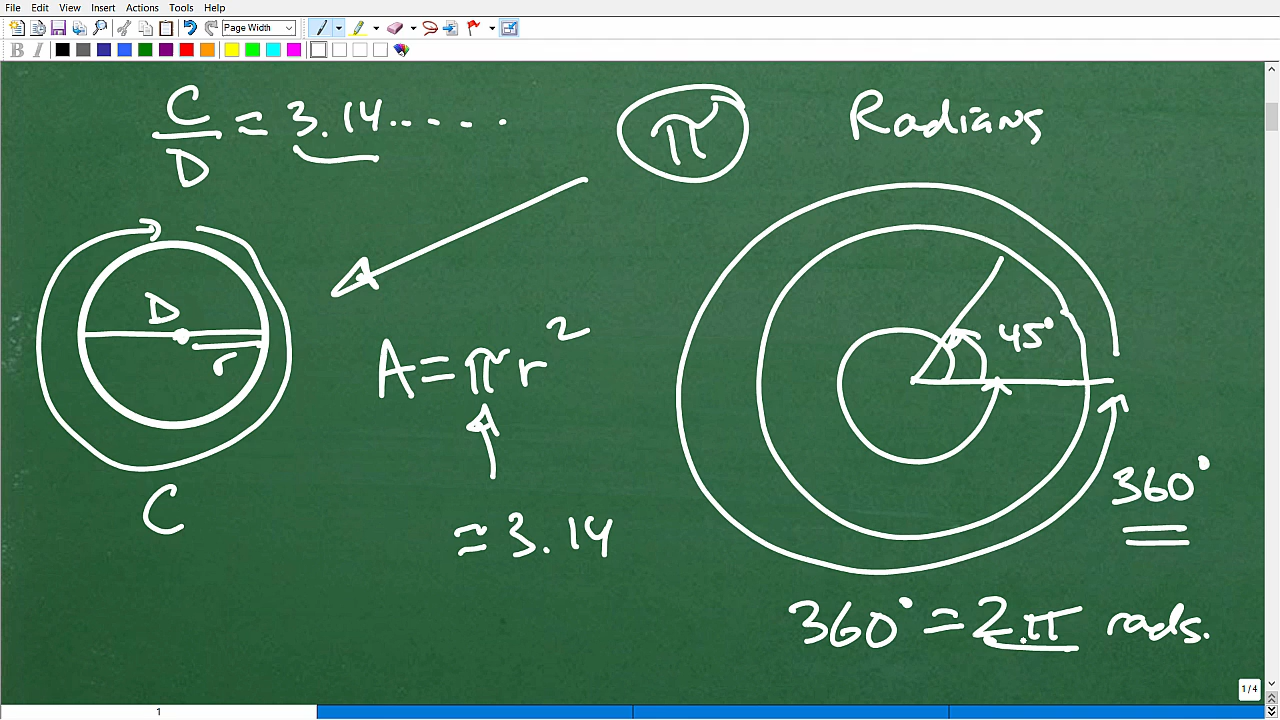 File Edit View Insert Actions Tools Help
Page Width
B I
C/D ≈ 3.14.....
π
Radians
D
r
C
A = πr²
≈ 3.14
45°
360°
360° = 2π rads.
1/4
1